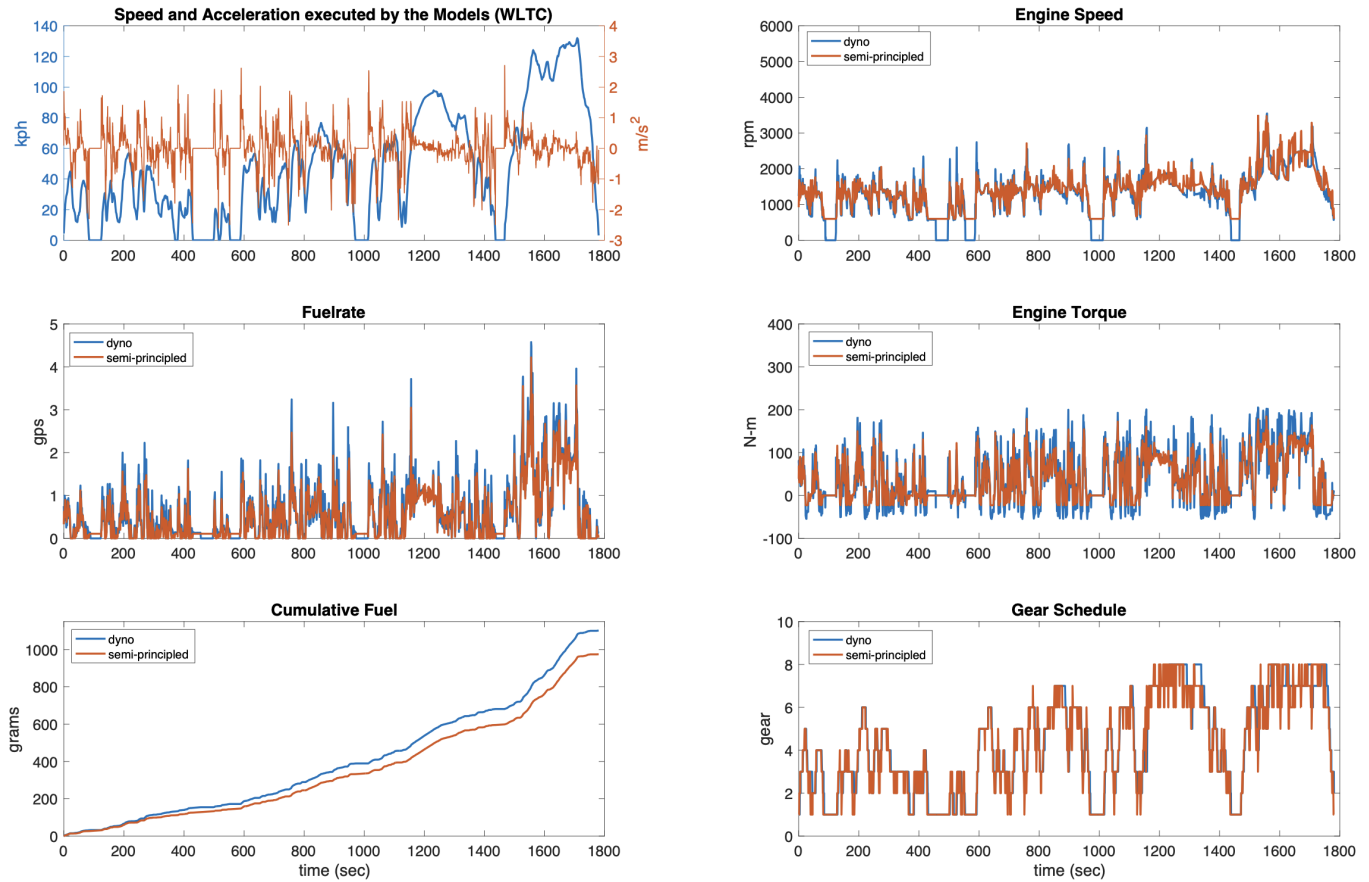 Speed and Acceleration executed by the Models (WLTC)
140
120
100
80
60
40
20
0
kph
4
3
2
1
0
-1
-2
-3
m/s2
0 200 400 600 800 1000 1200 1400 1600 1800
Engine Speed
dyno
semi-principled
6000
5000
4000
3000
2000
1000
0
rpm
0 200 400 600 800 1000 1200 1400 1600 1800
Fuelrate
dyno
semi-principled
5
4
3
2
1
0
gps
0 200 400 600 800 1000 1200 1400 1600 1800
Engine Torque
dyno
semi-principled
400
300
200
100
0
-100
N-m
0 200 400 600 800 1000 1200 1400 1600 1800
Cumulative Fuel
dyno
semi-principled
1000
800
600
400
200
0
grams
0 200 400 600 800 1000 1200 1400 1600 1800
time (sec)
Gear Schedule
dyno
semi-principled
10
8
6
4
2
0
gear
0 200 400 600 800 1000 1200 1400 1600 1800
time (sec)